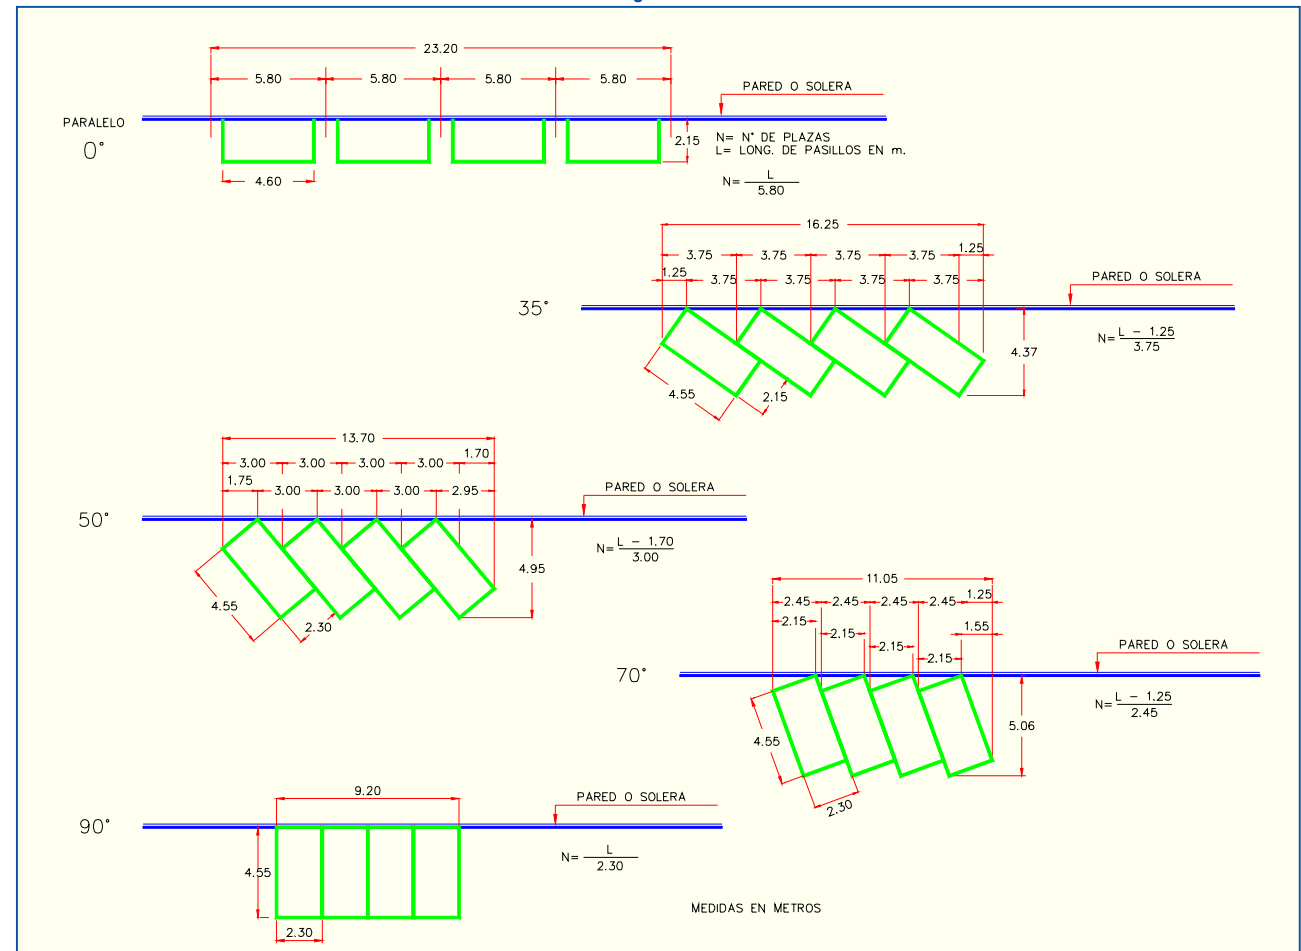 23.20
5.80 5.80 5.80 5.80
PARED O SOLERA
PARALELO
0°
2.15
N= N° DE PLAZAS
L= LONG. DE PASILLOS EN m.
4.60
N= L
5.80
16.25
3.75 3.75 3.75 3.75 1.25
1.25 3.75 3.75 3.75 3.75
PARED O SOLERA
35°
N= L - 1.25
3.75
4.37
4.55
2.15
13.70
3.00 3.00 3.00 3.00 1.70
1.75 3.00 3.00 3.00 2.95
PARED O SOLERA
50°
N= L - 1.70
3.00
4.95
4.55
2.30
11.05
2.45 2.45 2.45 2.45 1.25
2.15 2.15 2.15 2.15 1.55
PARED O SOLERA
70°
N= L - 1.25
2.45
5.06
4.55
2.30
9.20
PARED O SOLERA
90°
N= L
2.30
4.55
2.30
MEDIDAS EN METROS